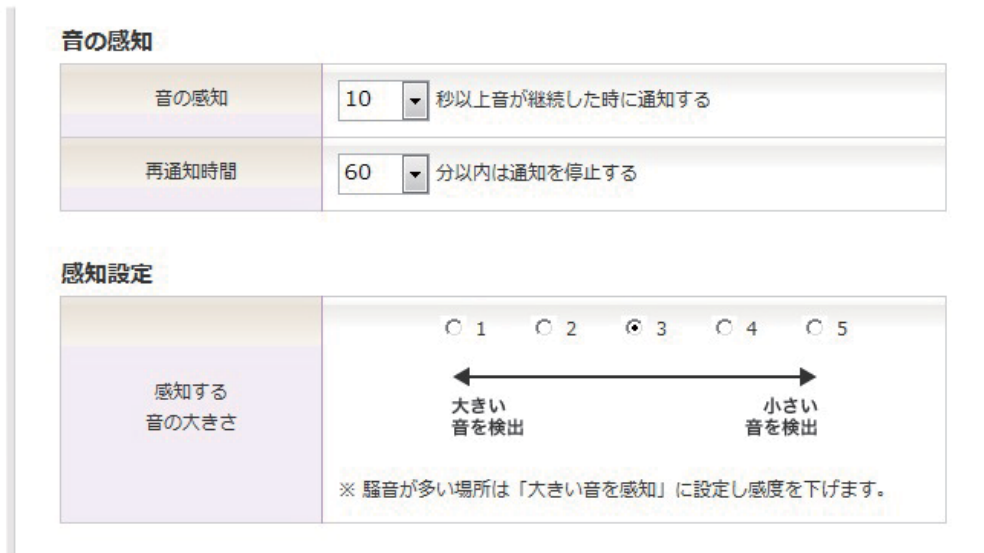 音の感知
音の感知 10 秒以上音が継続した時に通知する
再通知時間 60 分以内は通知を停止する
感知設定
1 2 3 4 5
感知する
音の大きさ
大きい
音を検出
小さい
音を検出
※ 騒音が多い場所は「大きい音を感知」に設定し感度を下げます。